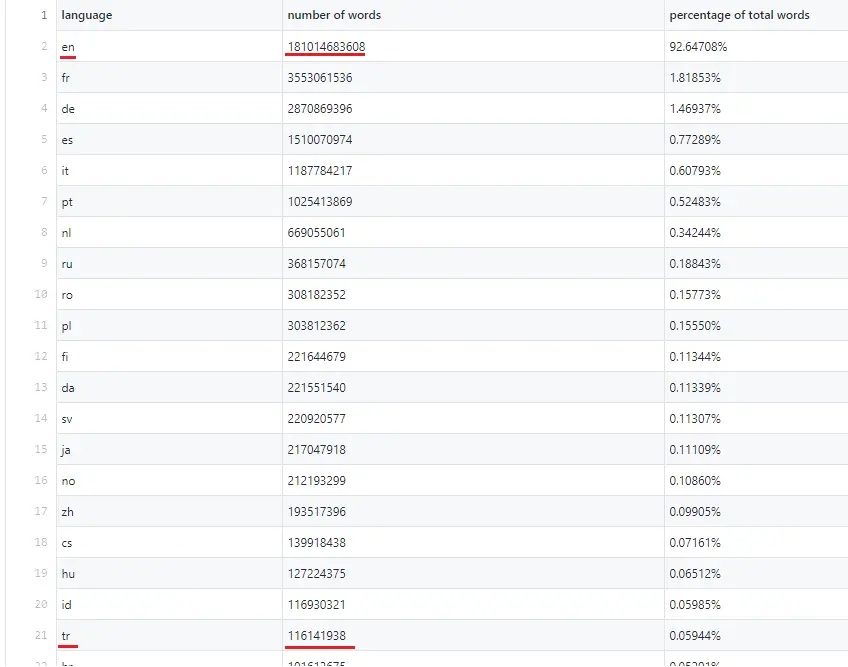 1 language number of words percentage of total words
2 en 181014683608 92.64708%
3 fr 3553061536 1.81853%
4 de 2870869396 1.46937%
5 es 1510070974 0.77289%
6 it 1187784217 0.60793%
7 pt 1025413869 0.52483%
8 nl 669055061 0.34244%
9 ru 368157074 0.18843%
10 ro 308182352 0.15773%
11 pl 303812362 0.15550%
12 fi 221644679 0.11344%
13 da 221551540 0.11339%
14 sv 220920577 0.11307%
15 ja 217047918 0.11109%
16 no 212193299 0.10860%
17 zh 193517396 0.09905%
18 cs 139918438 0.07161%
19 hu 127224375 0.06512%
20 id 116930321 0.05985%
21 tr 116141938 0.05944%